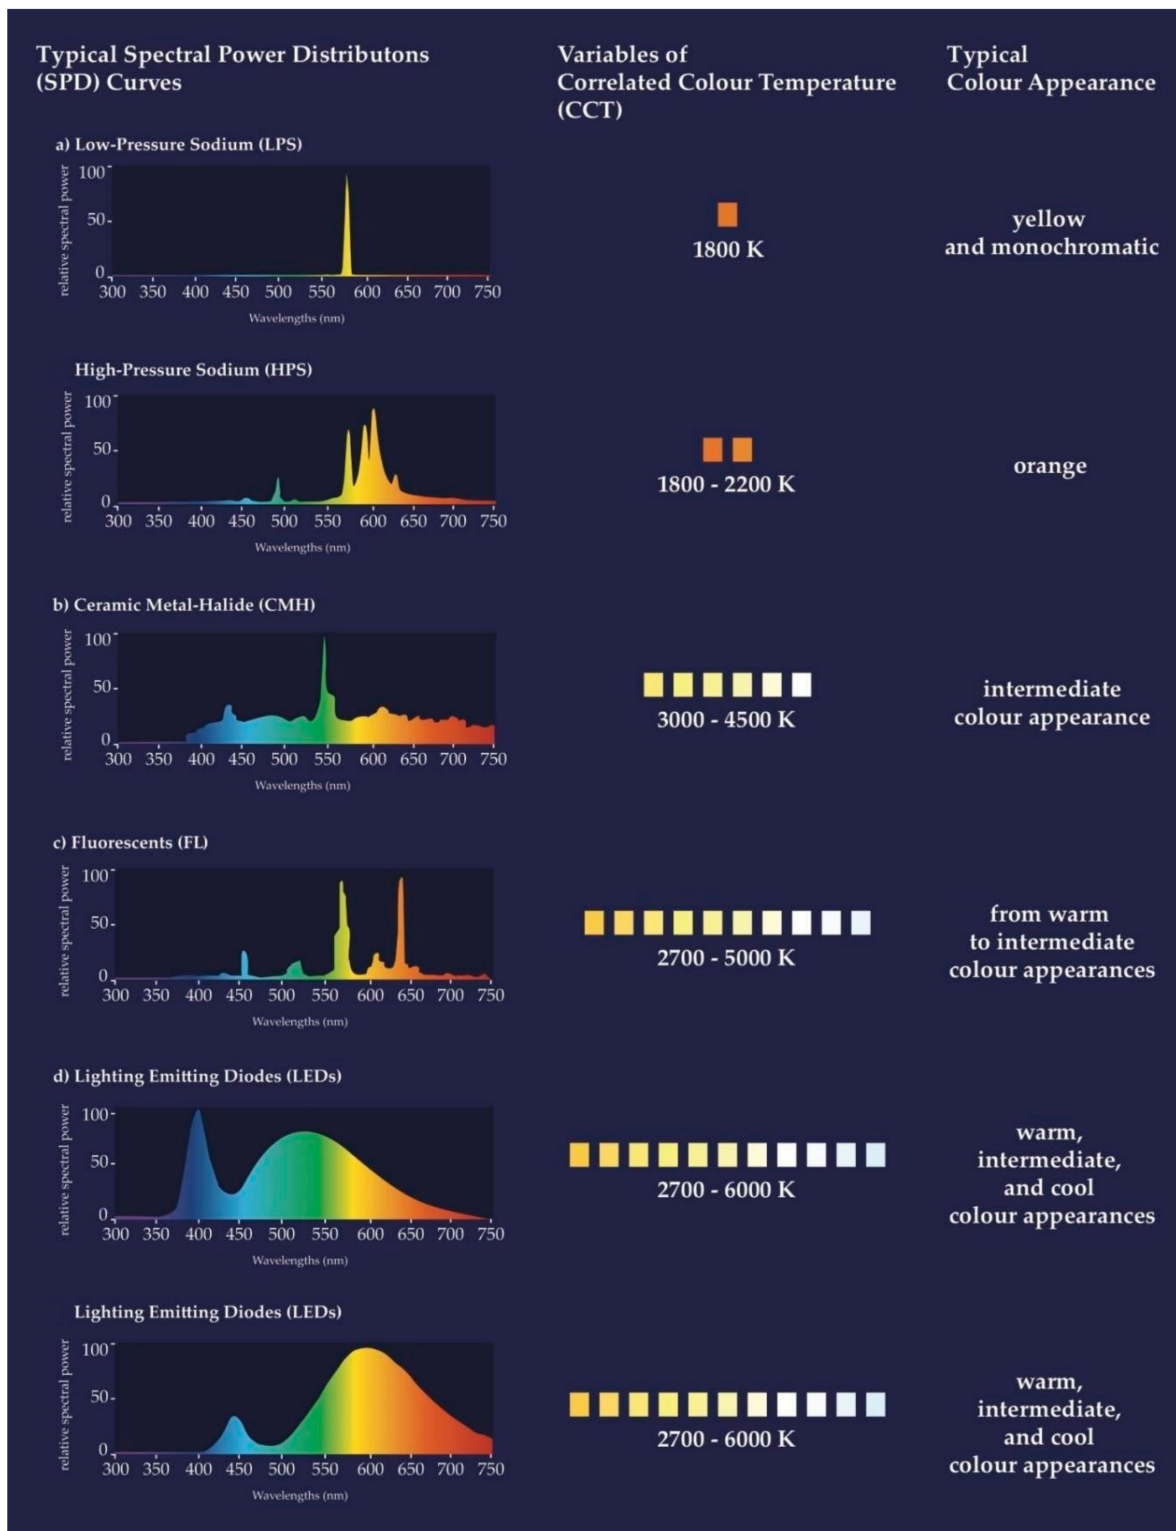 Typical Spectral Power Distributons
(SPD) Curves
Variables of
Correlated Colour Temperature
(CCT)
Typical
Colour Appearance
a) Low-Pressure Sodium (LPS)
relative spectral power
100
50
0
300 350 400 450 500 550 600 650 700 750
Wavelengths (nm)
1800 K
yellow
and monochromatic
High-Pressure Sodium (HPS)
relative spectral power
100
50
0
300 350 400 450 500 550 600 650 700 750
Wavelengths (nm)
1800 - 2200 K
orange
b) Ceramic Metal-Halide (CMH)
relative spectral power
100
50
0
300 350 400 450 500 550 600 650 700 750
Wavelengths (nm)
3000 - 4500 K
intermediate
colour appearance
c) Fluorescents (FL)
relative spectral power
100
50
0
300 350 400 450 500 550 600 650 700 750
Wavelengths (nm)
2700 - 5000 K
from warm
to intermediate
colour appearances
d) Lighting Emitting Diodes (LEDs)
relative spectral power
100
50
0
300 350 400 450 500 550 600 650 700 750
Wavelengths (nm)
2700 - 6000 K
warm,
intermediate,
and cool
colour appearances
Lighting Emitting Diodes (LEDs)
relative spectral power
100
50
0
300 350 400 450 500 550 600 650 700 750
Wavelengths (nm)
2700 - 6000 K
warm,
intermediate,
and cool
colour appearances